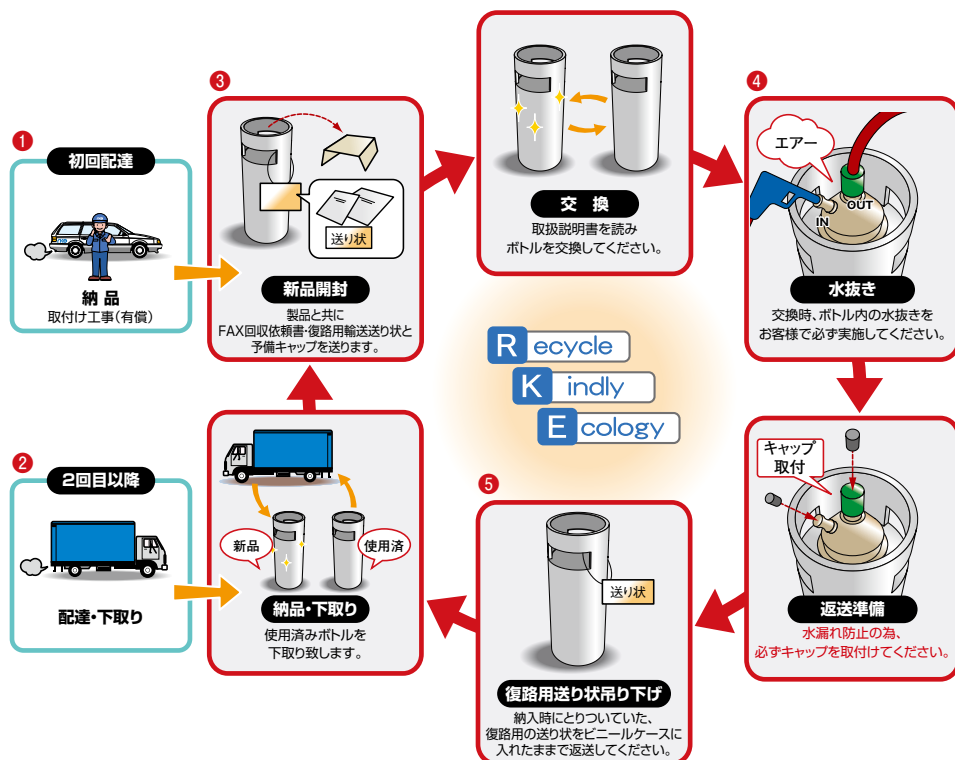 ❶
初回配達
納 品
取付け工事(有償)
❷
2回目以降
配達・下取り
❸
送り状
新品開封
製品と共に
FAX回収依頼書・復路用輸送送り状と
予備キャップを送ります。
交 換
取扱説明書を読み
ボトルを交換してください。
❹
エアー
IN
OUT
水抜き
交換時、ボトル内の水抜きを
お客様で必ず実施してください。
キャップ
取付
返送準備
水漏れ防止の為、
必ずキャップを取付けてください。
❺
送り状
復路用送り状吊り下げ
納入時にとりついていた、
復路用の送り状をビニールケースに
入れたままで返送してください。
新品
使用済
納品・下取り
使用済みボトルを
下取り致します。
Recycle
Kindly
Ecology